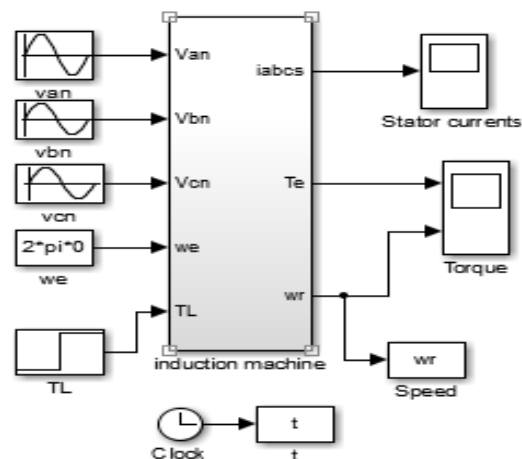 van
vbn
vcn
2*pi*0
we
TL
Van
Vbn
Vcn
we
TL
iabcs
Te
wr
induction machine
Stator currents
Torque
wr
Speed
Clock
t
t